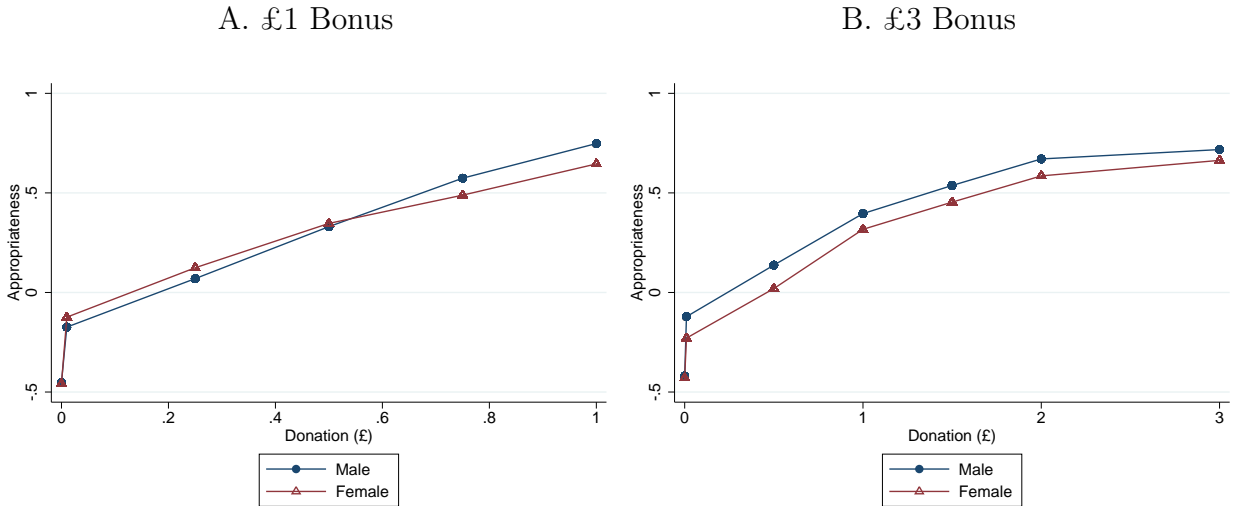 A. £1 Bonus
Appropriateness
1
.5
0
-.5
0
.2
.4
.6
.8
1
Donation (£)
Male
Female
B. £3 Bonus
Appropriateness
1
.5
0
-.5
0
1
2
3
Donation (£)
Male
Female